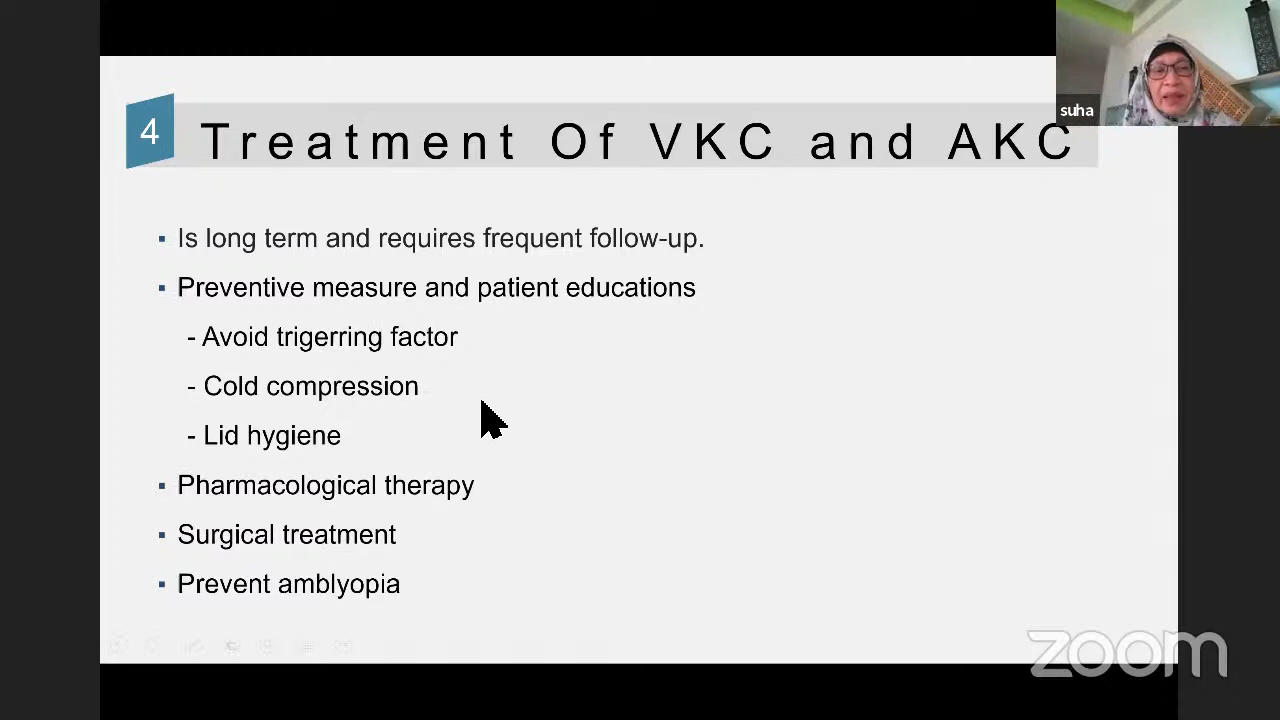 suha
4
Treatment Of VKC and AKC
▪ Is long term and requires frequent follow-up.
▪ Preventive measure and patient educations
- Avoid trigerring factor
- Cold compression
- Lid hygiene
▪ Pharmacological therapy
▪ Surgical treatment
▪ Prevent amblyopia
zoom